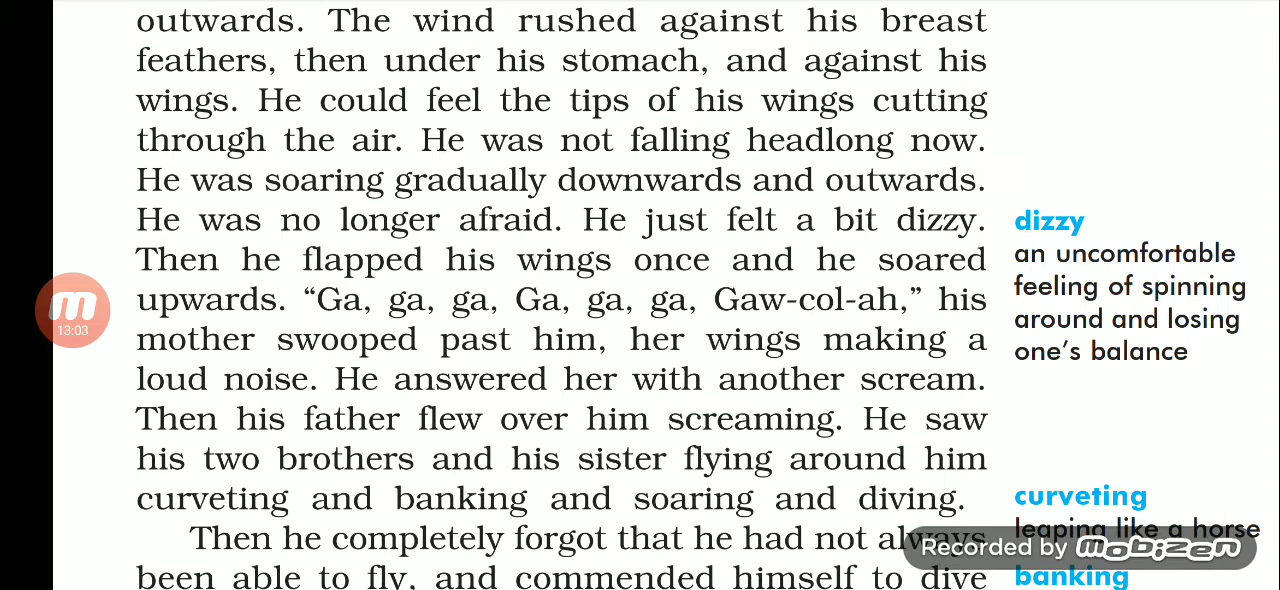 outwards. The wind rushed against his breast
feathers, then under his stomach, and against his
wings. He could feel the tips of his wings cutting
through the air. He was not falling headlong now.
He was soaring gradually downwards and outwards.
He was no longer afraid. He just felt a bit dizzy.
Then he flapped his wings once and he soared
upwards. “Ga, ga, ga, Ga, ga, ga, Gaw-col-ah,” his
mother swooped past him, her wings making a
loud noise. He answered her with another scream.
Then his father flew over him screaming. He saw
his two brothers and his sister flying around him
curveting and banking and soaring and diving.
Then he completely forgot that he had not always
been able to fly, and commended himself to dive
dizzy
an uncomfortable
feeling of spinning
around and losing
one’s balance
curveting
leaping like a horse
banking
13:03
Recorded by mobizen